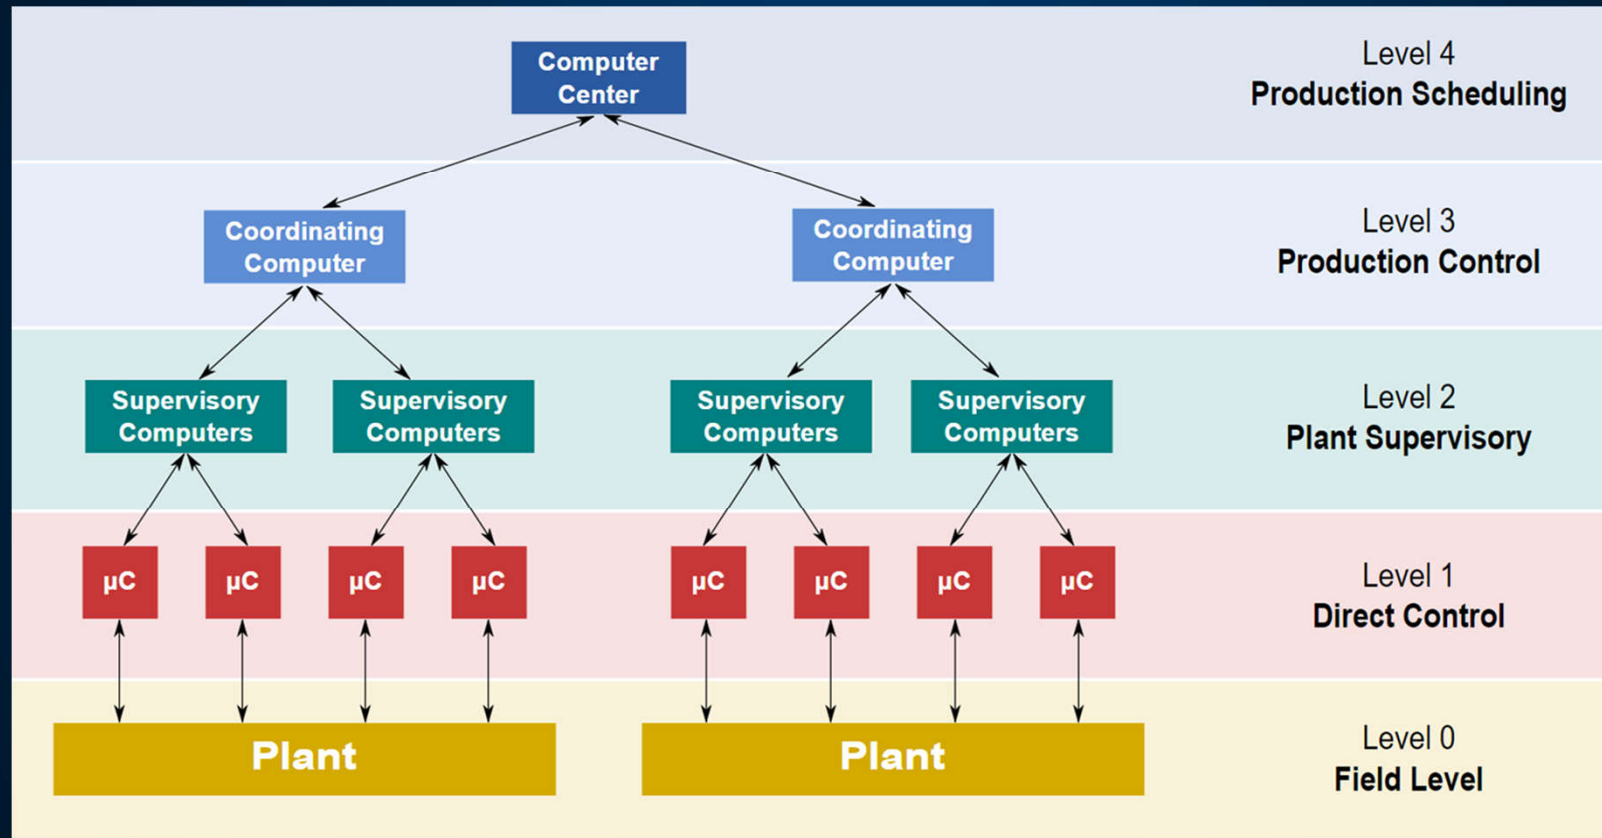 Computer
Center
Level 4
Production Scheduling
Coordinating
Computer
Coordinating
Computer
Level 3
Production Control
Supervisory
Computers
Supervisory
Computers
Supervisory
Computers
Supervisory
Computers
Level 2
Plant Supervisory
µC
µC
µC
µC
µC
µC
µC
µC
Level 1
Direct Control
Plant
Plant
Level 0
Field Level